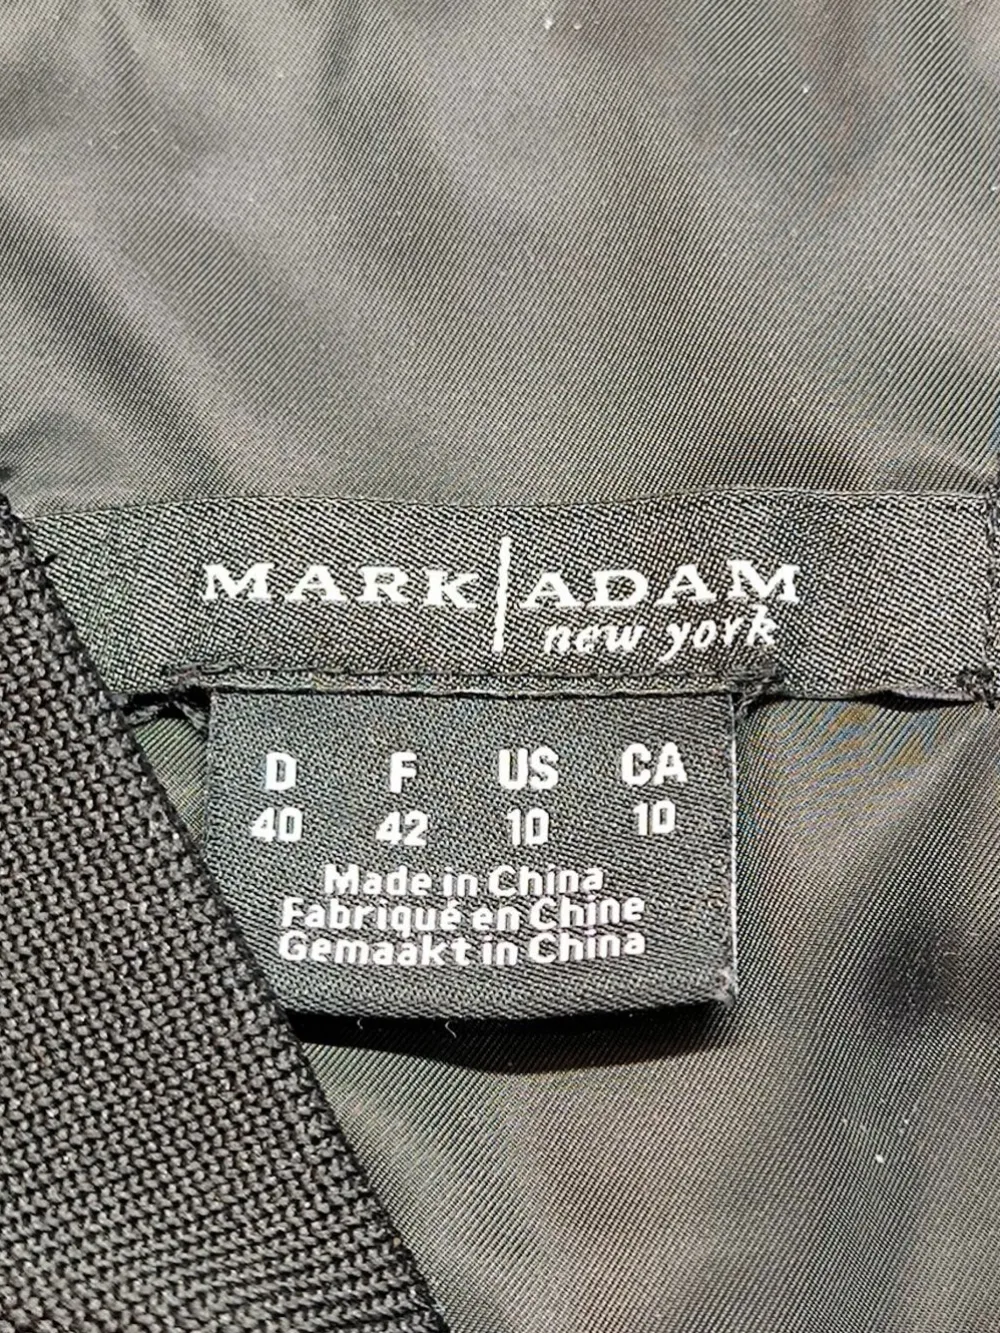 MARK ADAM
new york
D F US CA
40 42 10 10
Made in China
Fabriqué en Chine
Gemaakt in China